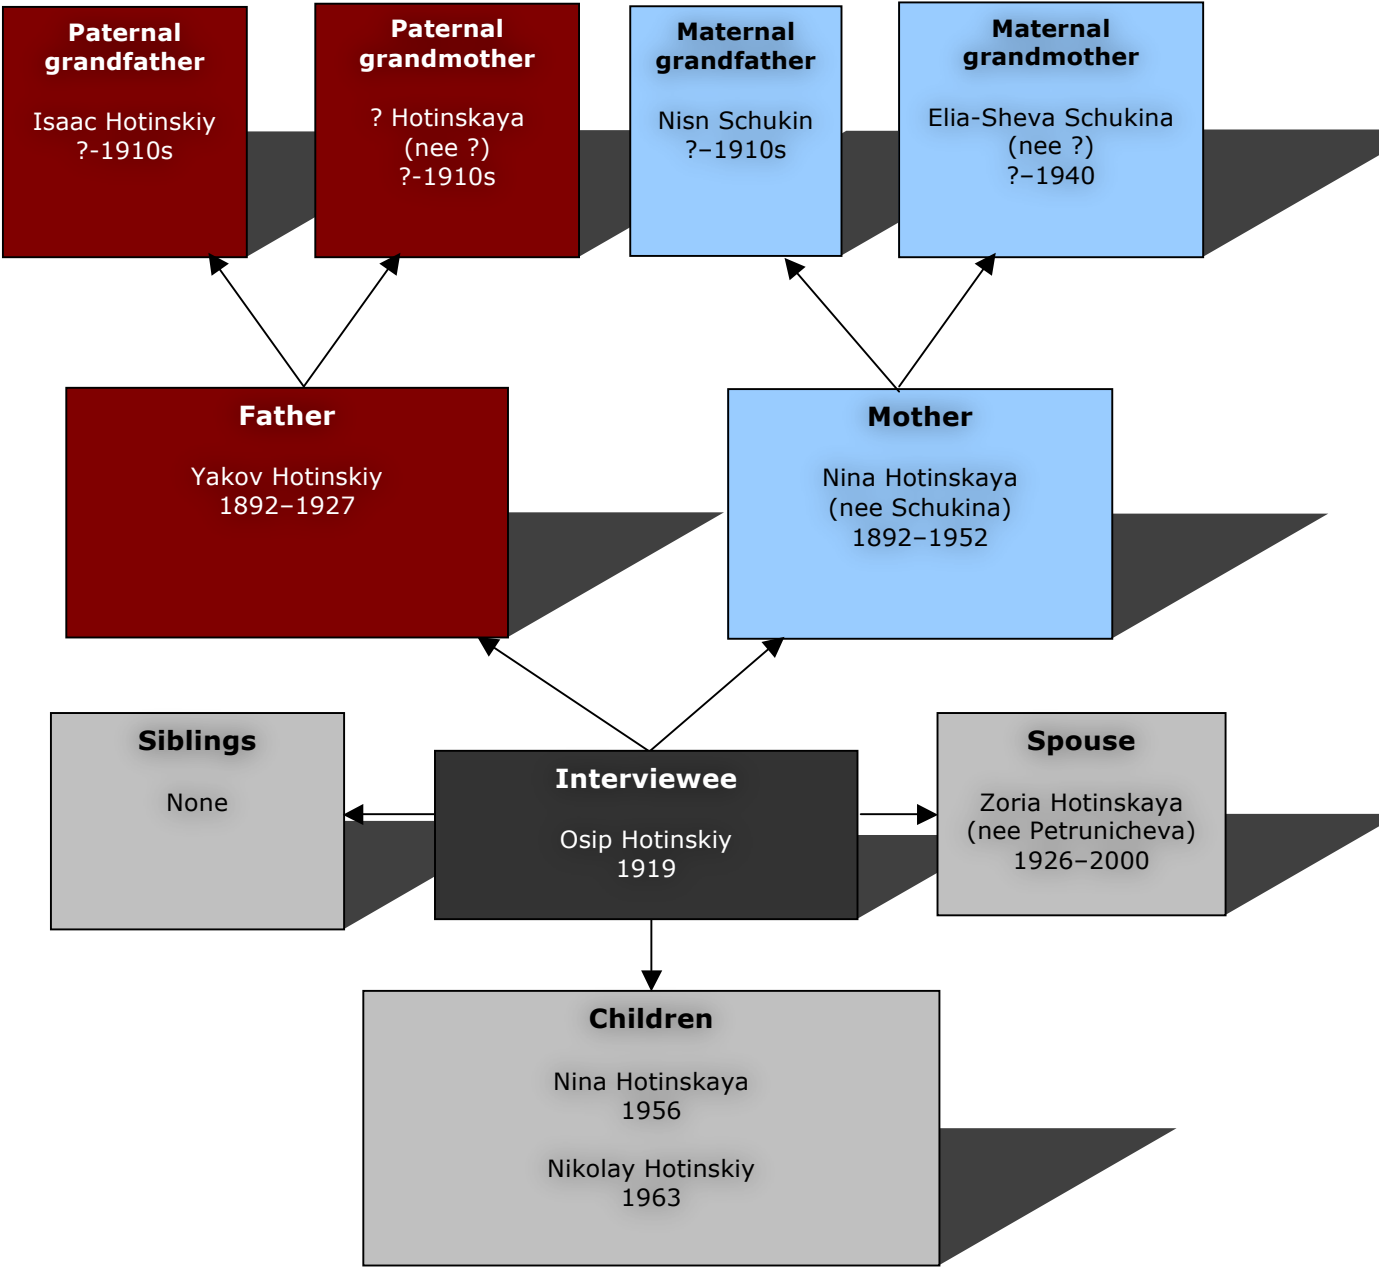 Paternal
grandfather
Isaac Hotinskiy
?-1910s
Paternal
grandmother
? Hotinskaya
(nee ?)
?-1910s
Maternal
grandfather
Nisn Schukin
?–1910s
Maternal
grandmother
Elia-Sheva Schukina
(nee ?)
?–1940
Father
Yakov Hotinskiy
1892–1927
Mother
Nina Hotinskaya
(nee Schukina)
1892–1952
Siblings
None
Interviewee
Osip Hotinskiy
1919
Spouse
Zoria Hotinskaya
(nee Petrunicheva)
1926–2000
Children
Nina Hotinskaya
1956
Nikolay Hotinskiy
1963